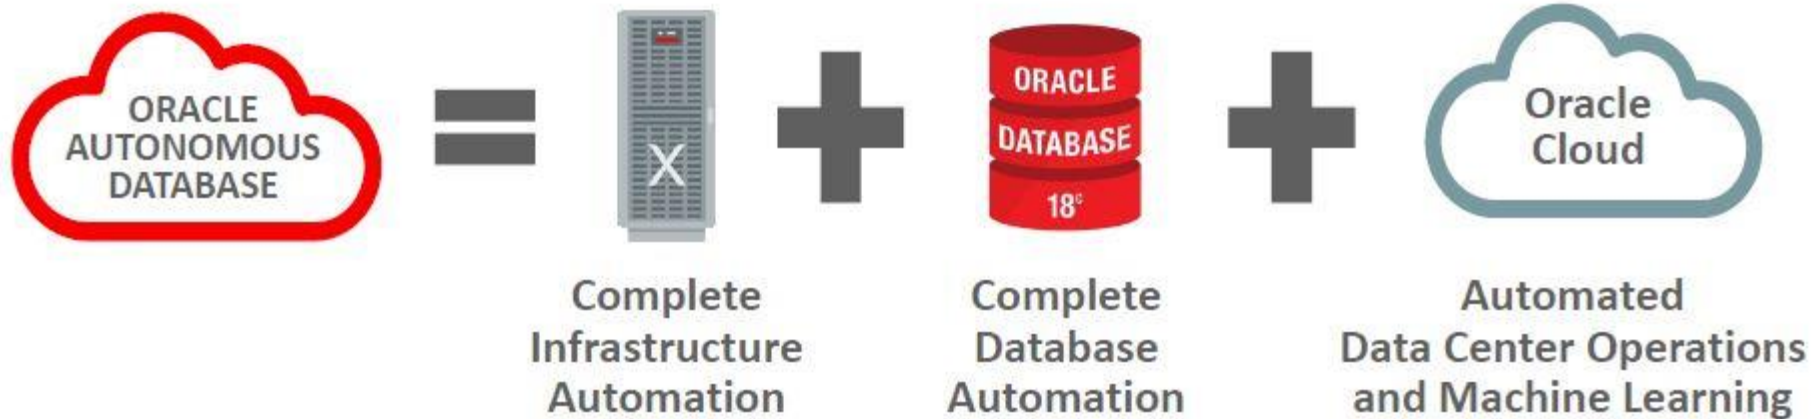 ORACLE
AUTONOMOUS
DATABASE
=
X
+
ORACLE
DATABASE
18c
+
Oracle
Cloud
Complete
Infrastructure
Automation
Complete
Database
Automation
Automated
Data Center Operations
and Machine Learning